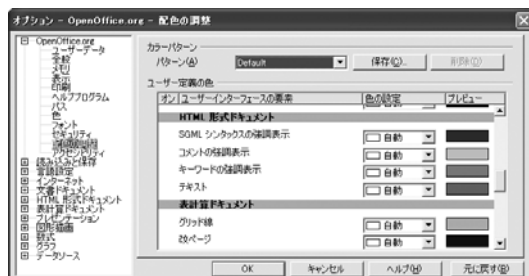 オプション - OpenOffice.org - 配色の調整
OpenOffice.org
ユーザーデータ
全般
メモリ
表示
印刷
ヘルププログラム
パス
色
フォント
セキュリティ
配色の調整
アクセシビリティ
読み込みと保存
言語設定
インターネット
文書ドキュメント
HTML 形式ドキュメント
表計算ドキュメント
プレゼンテーション
図形描画
数式
グラフ
データソース
カラーパターン
パターン(A)
Default
保存(O)...
削除(D)
ユーザー定義の色
オン ユーザーインターフェースの要素 色の設定 プレビュー
HTML 形式ドキュメント
SGML シンタックスの強調表示 自動
コメントの強調表示 自動
キーワードの強調表示 自動
テキスト 自動
表計算ドキュメント
グリッド線 自動
改ページ 自動
OK キャンセル ヘルプ(H) 元に戻す(B)